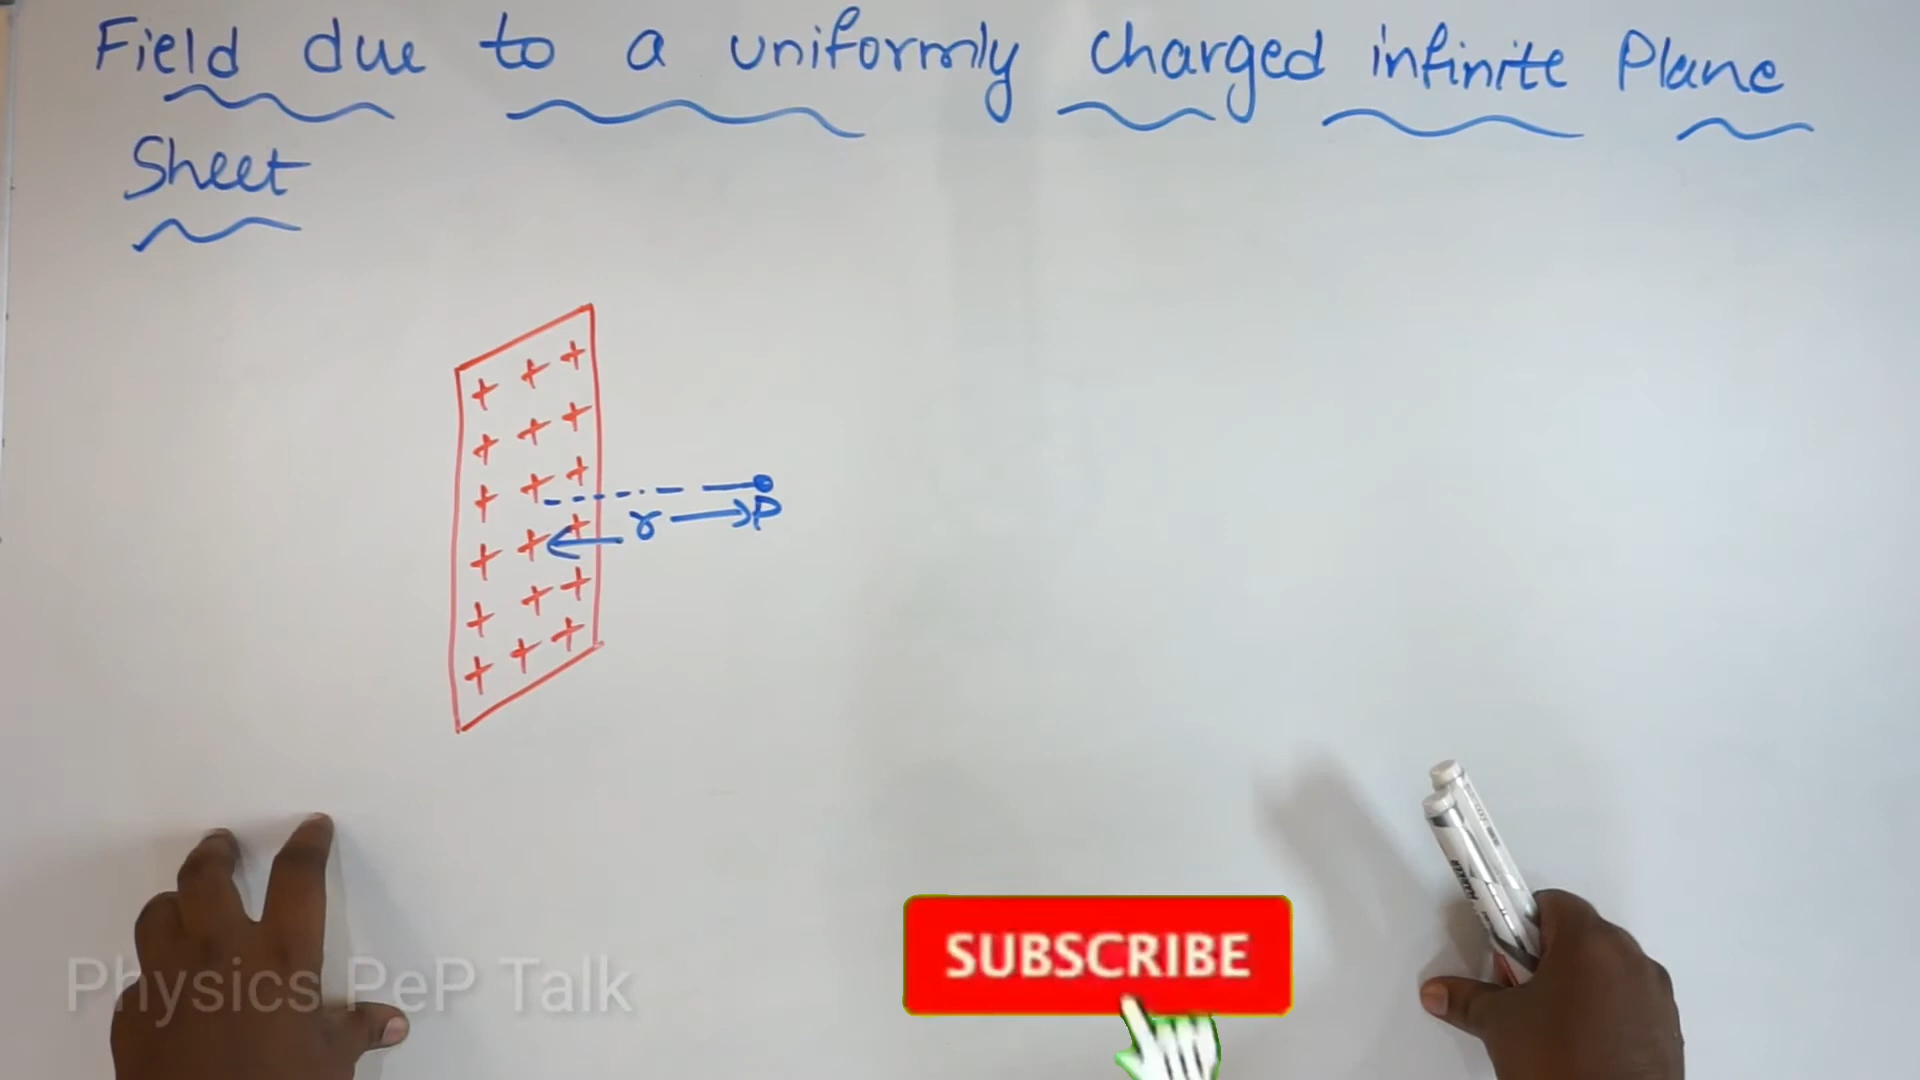 Field due to a uniformly charged infinite Plane
Sheet
+ + +
+ + +
+ + +
+ + +
+ + +
+ + +
r
P
Physics PeP Talk
SUBSCRIBE